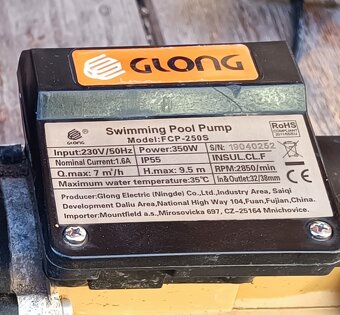 GLONG
GLONG
Swimming Pool Pump
Model:FCP-250S
RoHS
COMPLIANT
Input:230V/50Hz Power:350W S/N: 19040252
Nominal Current:1.6A IP55 INSUL.CL.F
Q.max: 7 m³/h H.max: 9.5 m RPM:2850/min
Maximum water temperature:35℃ In&Outlet:32/38mm
Producer:Glong Electric (Ningde) Co.,Ltd.,Industry Area, Saiqi
Development Area,National High Way 104,Fuan,Fujian,China.
Importer:Mountfield a.s.,Mirosovicka 697, CZ-25164 Mnichovice.